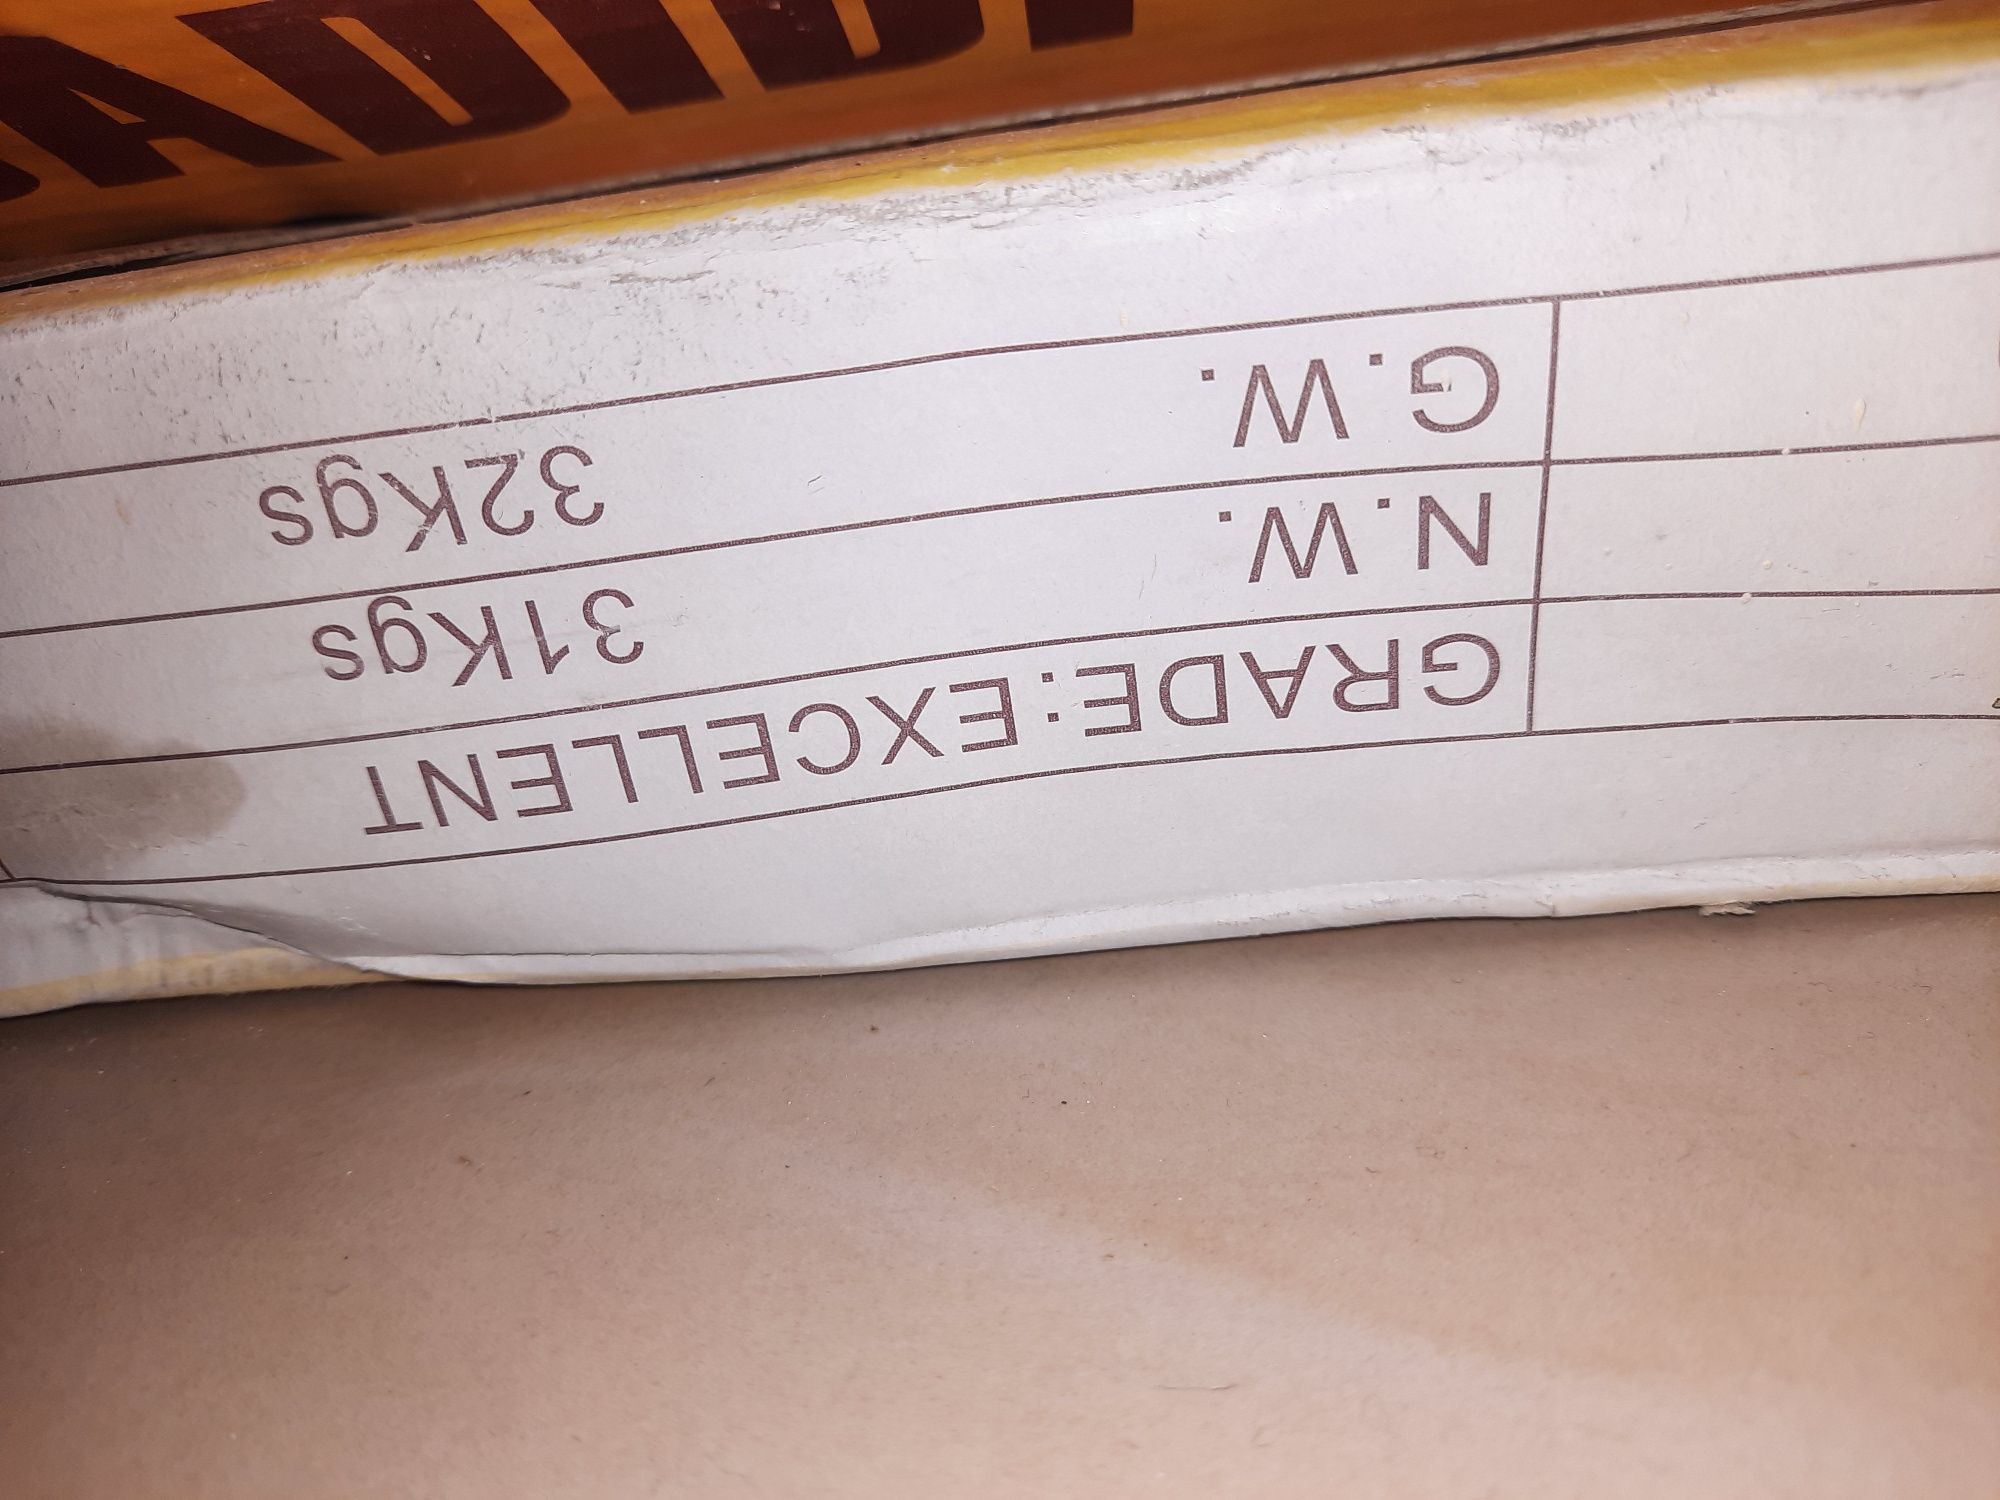 GRADE:EXCELLENT
N.W. 31Kgs
G.W. 32Kgs